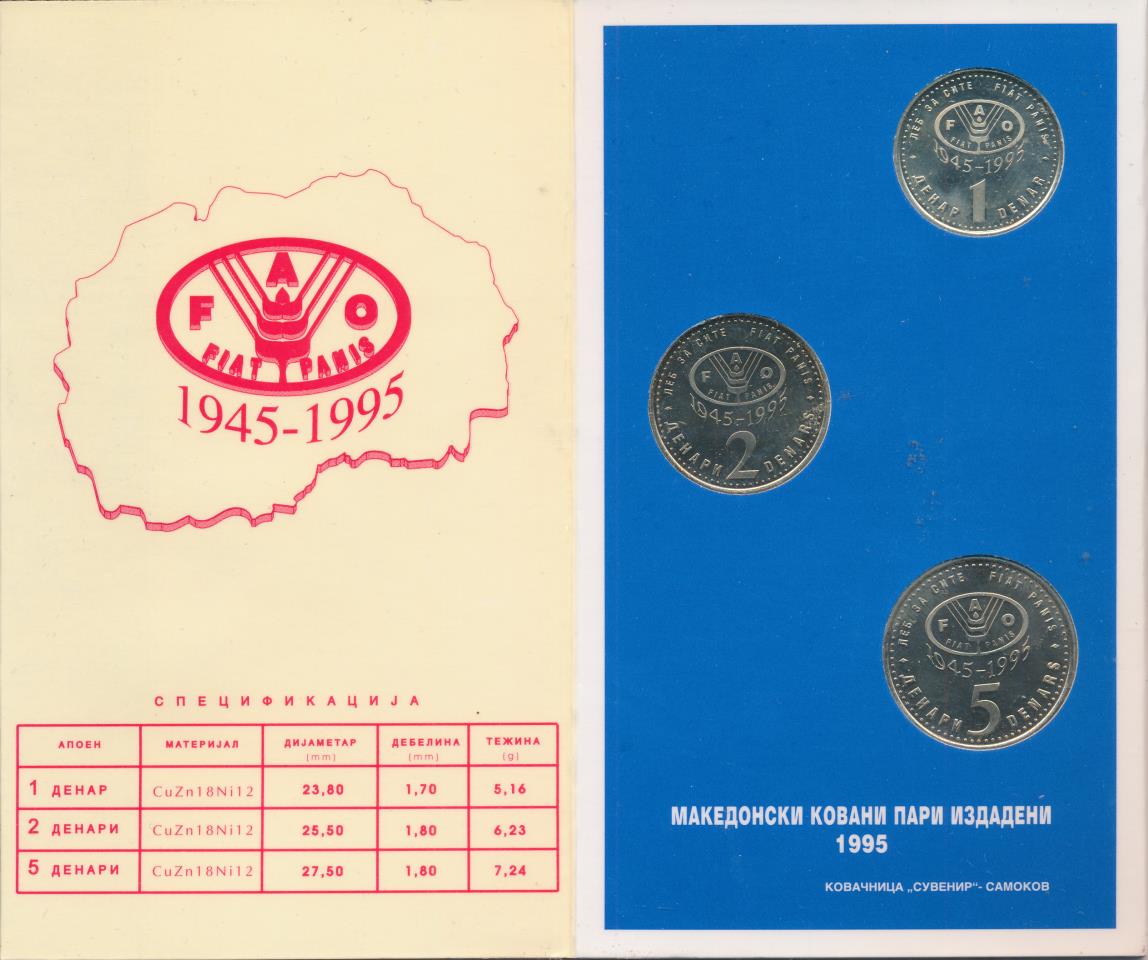 F A O
FIAT PANIS
1945-1995
СПЕЦИФИКАЦИЈА
АПОЕН МАТЕРИЈАЛ ДИЈАМЕТАР (mm) ДЕБЕЛИНА (mm) ТЕЖИНА (g)
1 ДЕНАР CuZn18Ni12 23,80 1,70 5,16
2 ДЕНАРИ CuZn18Ni12 25,50 1,80 6,23
5 ДЕНАРИ CuZn18Ni12 27,50 1,80 7,24
ЛЕБ ЗА СИТЕ FIAT PANIS
F A O
FIAT PANIS
1945-1995
ДЕНАР 1 DENAR
ЛЕБ ЗА СИТЕ FIAT PANIS
F A O
FIAT PANIS
1945-1995
ДЕНАРИ 2 DENARS
ЛЕБ ЗА СИТЕ FIAT PANIS
F A O
FIAT PANIS
1945-1995
ДЕНАРИ 5 DENARS
МАКЕДОНСКИ КОВАНИ ПАРИ ИЗДАДЕНИ
1995
КОВАЧНИЦА „СУВЕНИР“- САМОКОВ